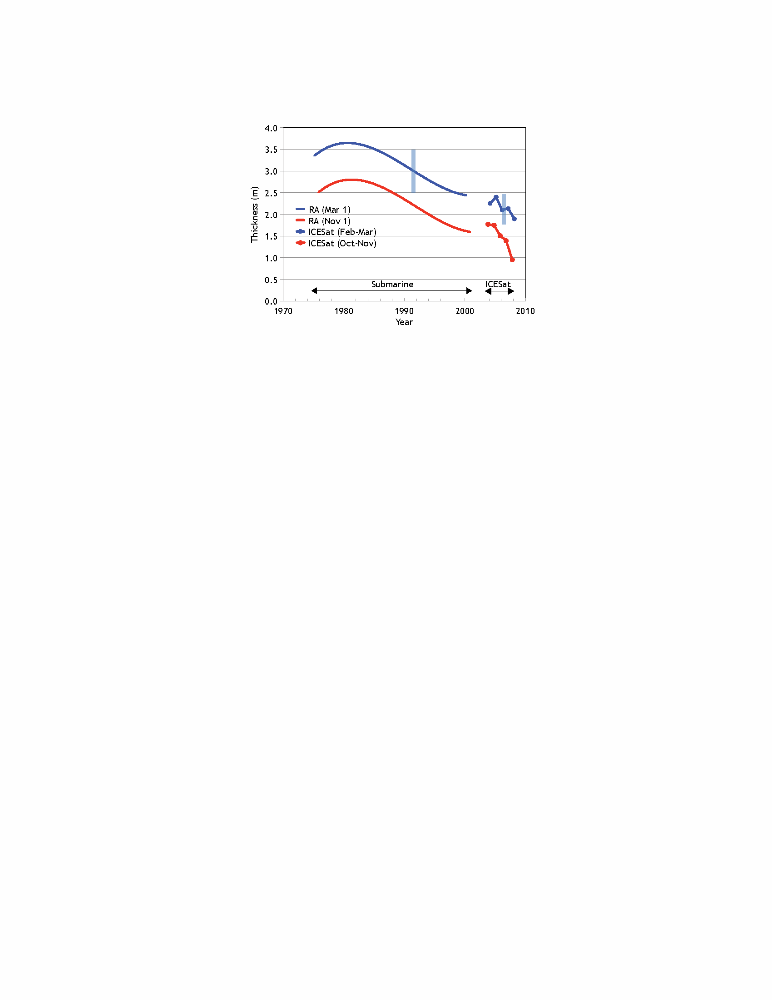 4.0
3.5
3.0
2.5
2.0
1.5
1.0
0.5
0.0
Thickness (m)
RA (Mar 1)
RA (Nov 1)
ICESat (Feb-Mar)
ICESat (Oct-Nov)
Submarine
ICESat
1970 1980 1990 2000 2010
Year